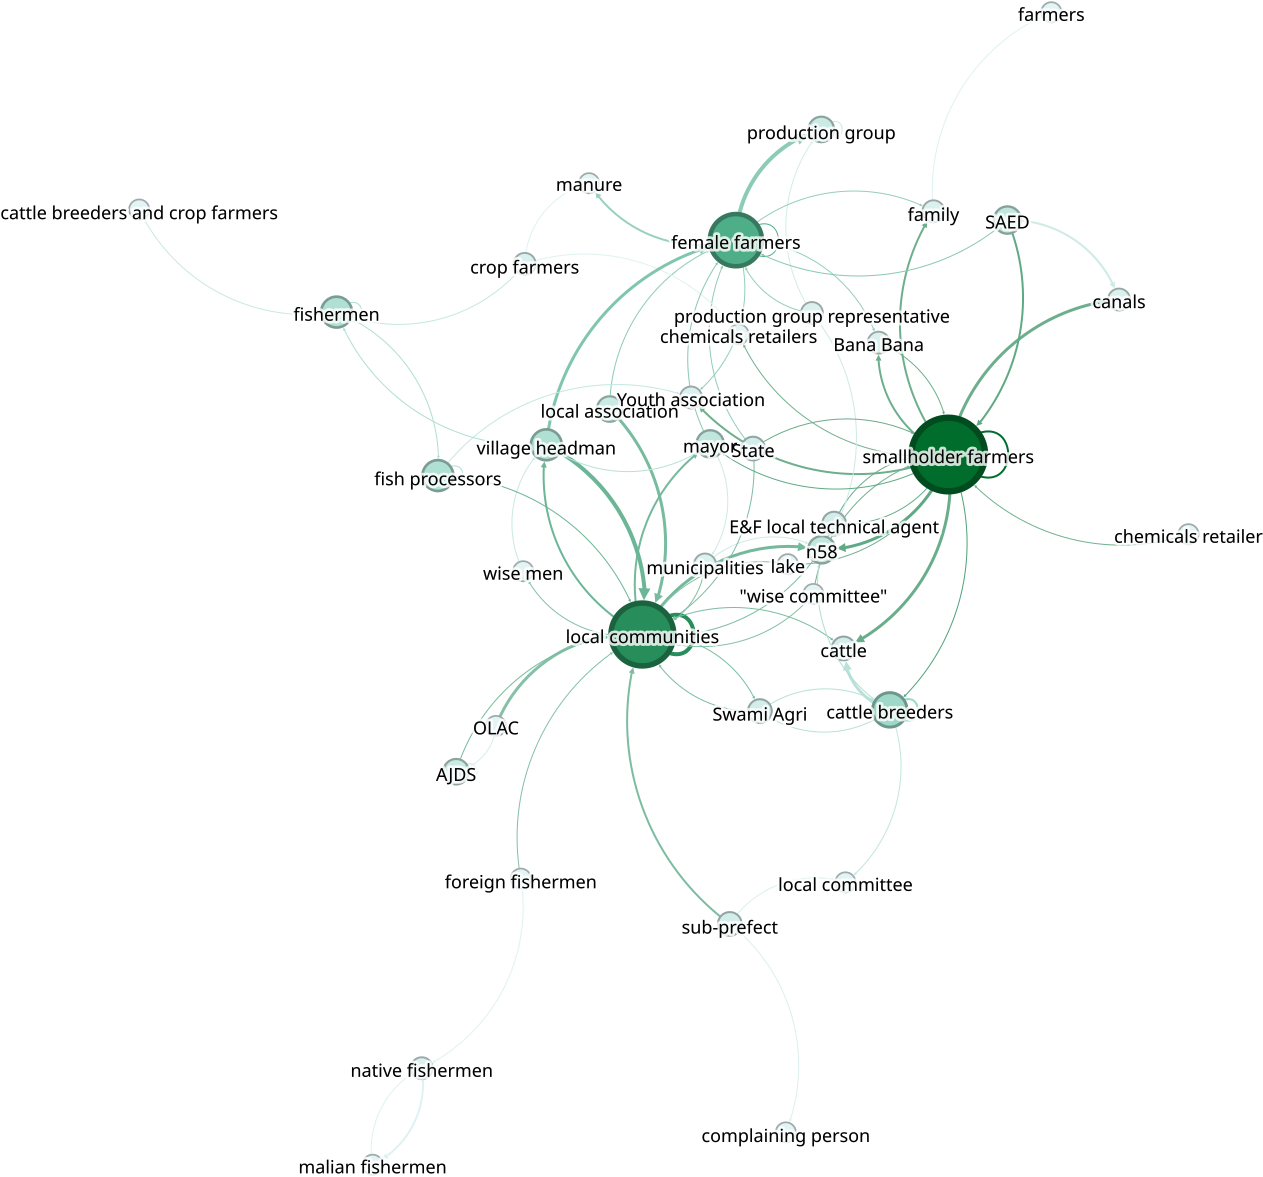 farmers
production group
manure
cattle breeders and crop farmers
family
SAED
female farmers
crop farmers
canals
fishermen
production group representative
chemicals retailers
Bana Bana
Youth association
local association
village headman
mayor
State
smallholder farmers
fish processors
E&F local technical agent
chemicals retailer
n58
municipalities
lake
wise men
"wise committee"
local communities
cattle
Swami Agri
cattle breeders
OLAC
AJDS
foreign fishermen
local committee
sub-prefect
native fishermen
complaining person
malian fishermen